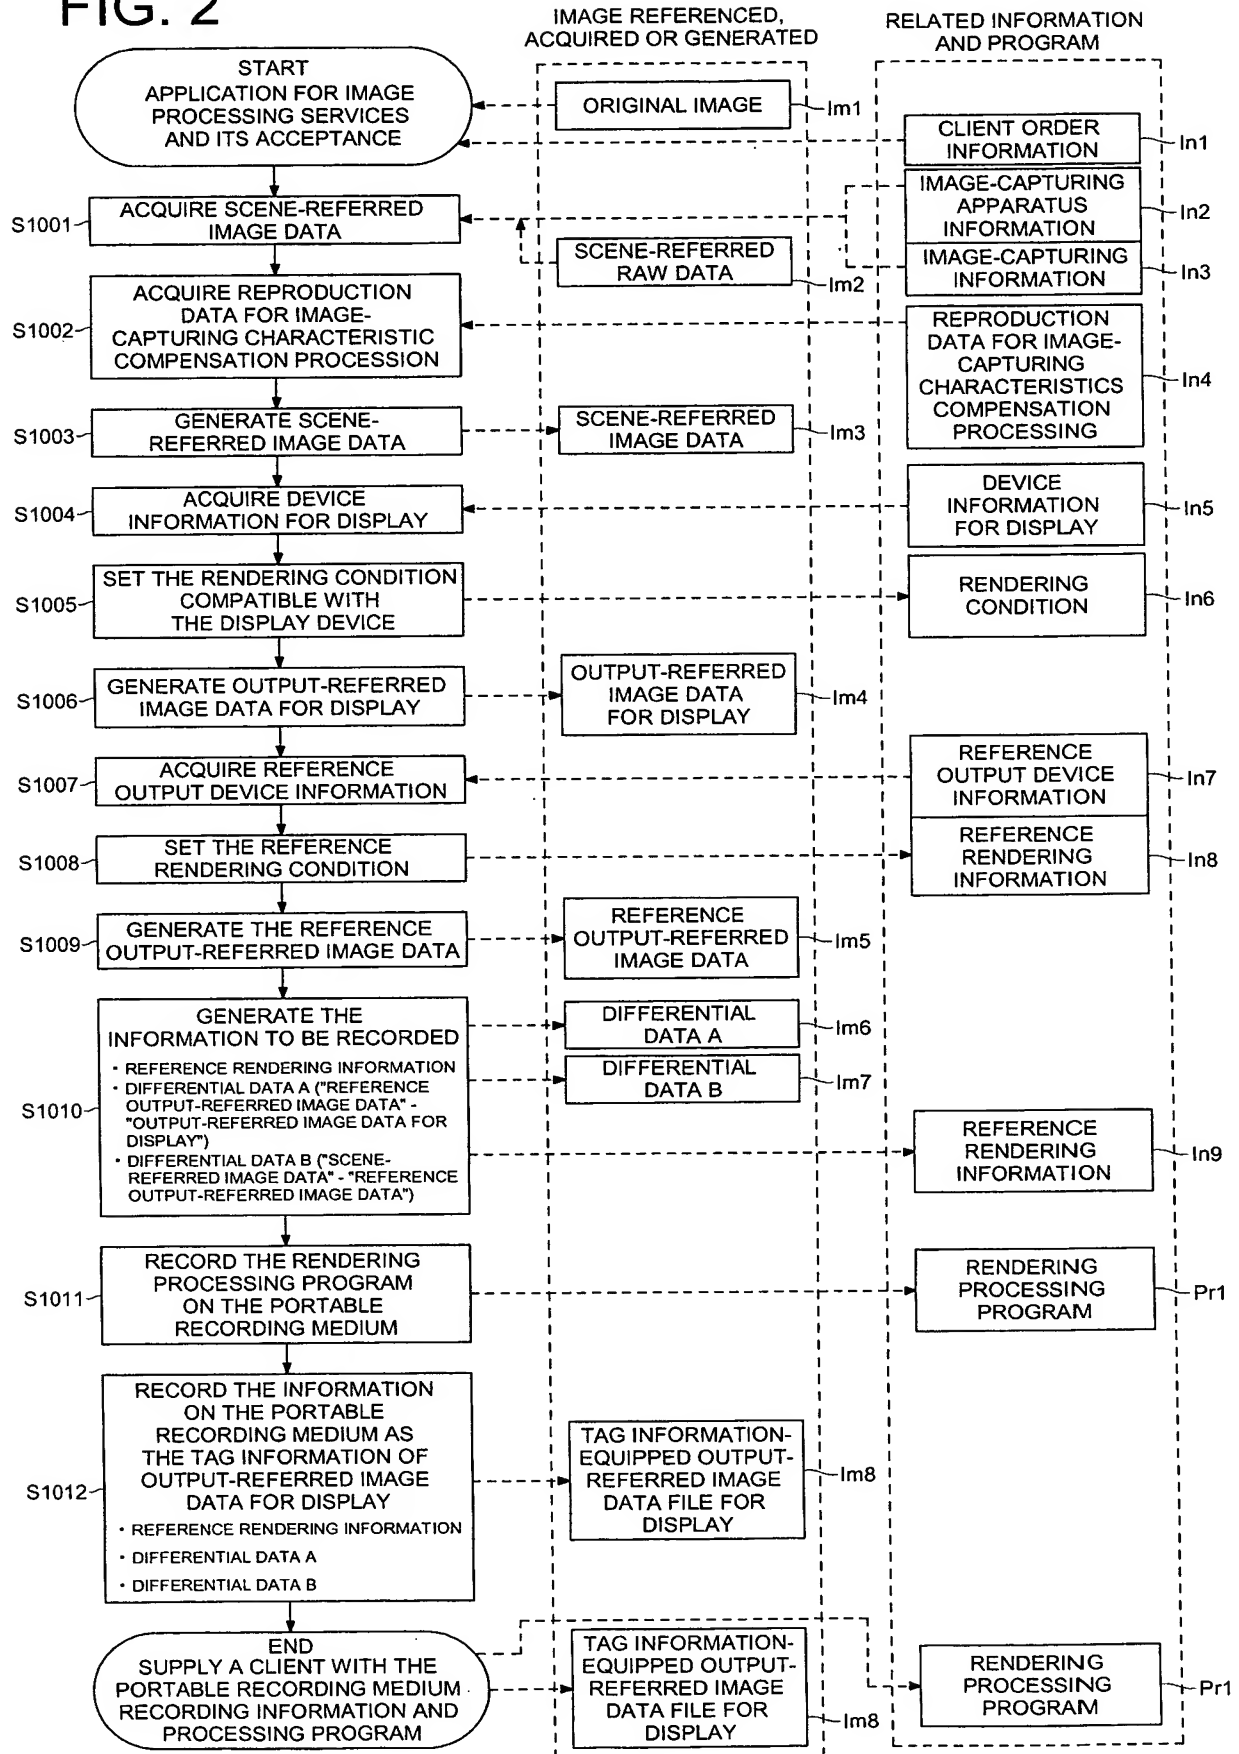 FIG. 2
IMAGE REFERENCED,
ACQUIRED OR GENERATED
RELATED INFORMATION
AND PROGRAM
START
APPLICATION FOR IMAGE
PROCESSING SERVICES
AND ITS ACCEPTANCE
ORIGINAL IMAGE
Im1
CLIENT ORDER
INFORMATION
In1
S1001
ACQUIRE SCENE-REFERRED
IMAGE DATA
IMAGE-CAPTURING
APPARATUS
INFORMATION
In2
SCENE-REFERRED
RAW DATA
Im2
IMAGE-CAPTURING
INFORMATION
In3
S1002
ACQUIRE REPRODUCTION
DATA FOR IMAGE-
CAPTURING CHARACTERISTIC
COMPENSATION PROCESSION
REPRODUCTION
DATA FOR IMAGE-
CAPTURING
CHARACTERISTICS
COMPENSATION
PROCESSING
In4
S1003
GENERATE SCENE-
REFERRED IMAGE DATA
SCENE-REFERRED
IMAGE DATA
Im3
S1004
ACQUIRE DEVICE
INFORMATION FOR DISPLAY
DEVICE
INFORMATION
FOR DISPLAY
In5
S1005
SET THE RENDERING CONDITION
COMPATIBLE WITH
THE DISPLAY DEVICE
RENDERING
CONDITION
In6
S1006
GENERATE OUTPUT-REFERRED
IMAGE DATA FOR DISPLAY
OUTPUT-REFERRED
IMAGE DATA
FOR DISPLAY
Im4
S1007
ACQUIRE REFERENCE
OUTPUT DEVICE INFORMATION
REFERENCE
OUTPUT DEVICE
INFORMATION
In7
S1008
SET THE REFERENCE
RENDERING CONDITION
REFERENCE
RENDERING
INFORMATION
In8
S1009
GENERATE THE REFERENCE
OUTPUT-REFERRED IMAGE DATA
REFERENCE
OUTPUT-REFERRED
IMAGE DATA
Im5
S1010
GENERATE THE
INFORMATION TO BE RECORDED
• REFERENCE RENDERING INFORMATION
• DIFFERENTIAL DATA A ("REFERENCE
OUTPUT-REFERRED IMAGE DATA" -
"OUTPUT-REFERRED IMAGE DATA FOR
DISPLAY")
• DIFFERENTIAL DATA B ("SCENE-
REFERRED IMAGE DATA" - "REFERENCE
OUTPUT-REFERRED IMAGE DATA")
DIFFERENTIAL
DATA A
Im6
DIFFERENTIAL
DATA B
Im7
REFERENCE
RENDERING
INFORMATION
In9
S1011
RECORD THE RENDERING
PROCESSING PROGRAM
ON THE PORTABLE
RECORDING MEDIUM
RENDERING
PROCESSING
PROGRAM
Pr1
S1012
RECORD THE INFORMATION
ON THE PORTABLE
RECORDING MEDIUM AS
THE TAG INFORMATION OF
OUTPUT-REFERRED IMAGE
DATA FOR DISPLAY
• REFERENCE RENDERING INFORMATION
• DIFFERENTIAL DATA A
• DIFFERENTIAL DATA B
TAG INFORMATION-
EQUIPPED OUTPUT-
REFERRED IMAGE
DATA FILE FOR
DISPLAY
Im8
END
SUPPLY A CLIENT WITH THE
PORTABLE RECORDING MEDIUM
RECORDING INFORMATION AND
PROCESSING PROGRAM
TAG INFORMATION-
EQUIPPED OUTPUT-
REFERRED IMAGE
DATA FILE FOR
DISPLAY
Im8
RENDERING
PROCESSING
PROGRAM
Pr1